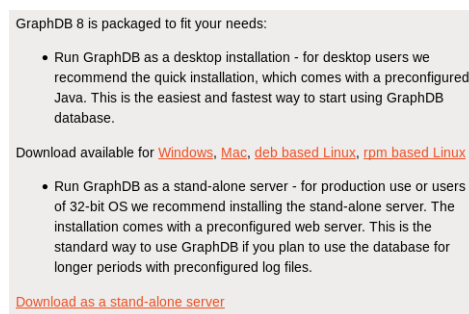 GraphDB 8 is packaged to fit your needs:
• Run GraphDB as a desktop installation - for desktop users we
recommend the quick installation, which comes with a preconfigured
Java. This is the easiest and fastest way to start using GraphDB
database.
Download available for Windows, Mac, deb based Linux, rpm based Linux
• Run GraphDB as a stand-alone server - for production use or users
of 32-bit OS we recommend installing the stand-alone server. The
installation comes with a preconfigured web server. This is the
standard way to use GraphDB if you plan to use the database for
longer periods with preconfigured log files.
Download as a stand-alone server